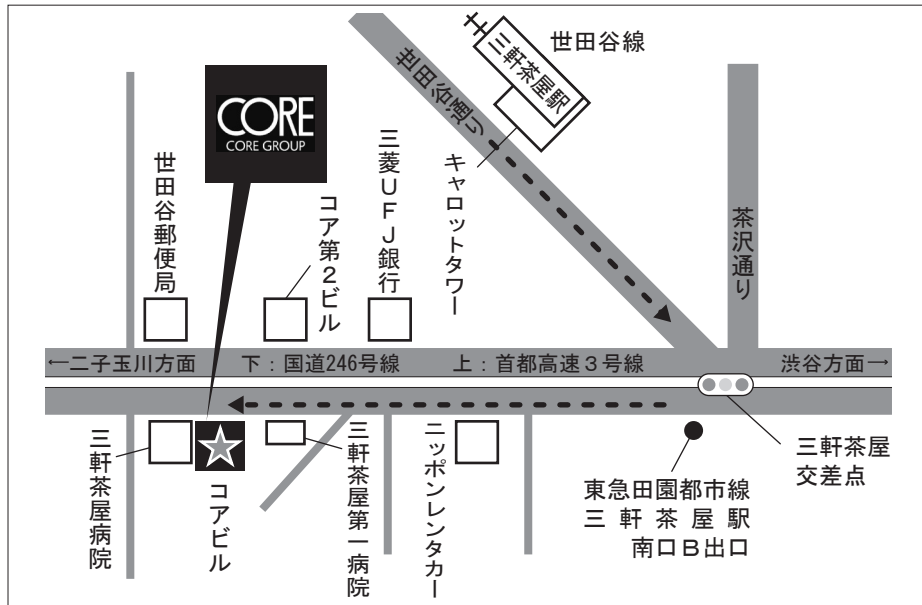 世田谷線
三軒茶屋駅
世田谷通り
CORE
CORE GROUP
世田谷郵便局
コア第2ビル
三菱UFJ銀行
キャロットタワー
茶沢通り
←二子玉川方面
下：国道246号線
上：首都高速3号線
渋谷方面→
三軒茶屋病院
コアビル
三軒茶屋第一病院
ニッポンレンタカー
東急田園都市線
三軒茶屋駅
南口B出口
三軒茶屋
交差点